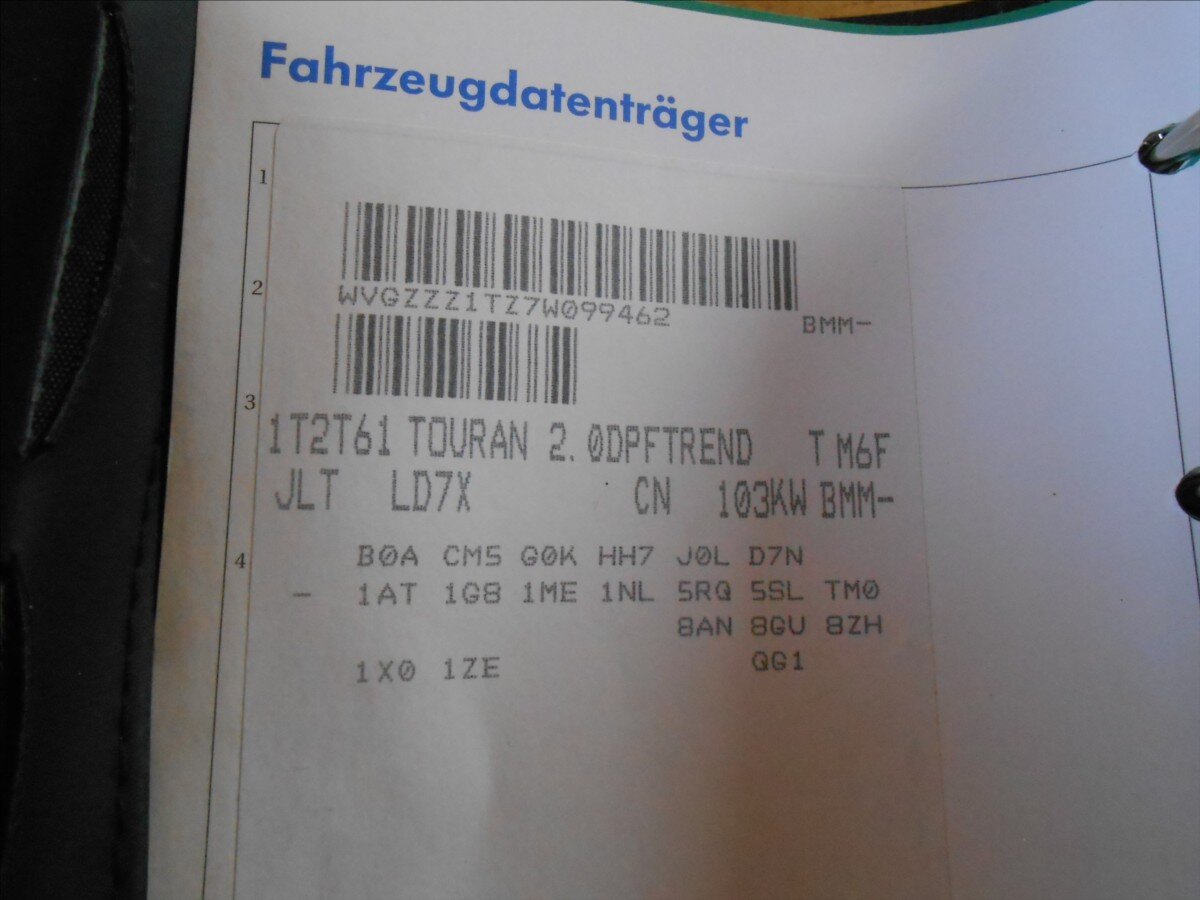 Fahrzeugdatenträger
1
2
WVGZZZ1TZ7W099462 BMM-
3
1T2T61 TOURAN 2.0DPFTREND T M6F
JLT LD7X CN 103KW BMM-
4
B0A CM5 G0K HH7 J0L D7N
- 1AT 1G8 1ME 1NL 5RQ 5SL TM0
8AN 8GU 8ZH
1X0 1ZE QG1